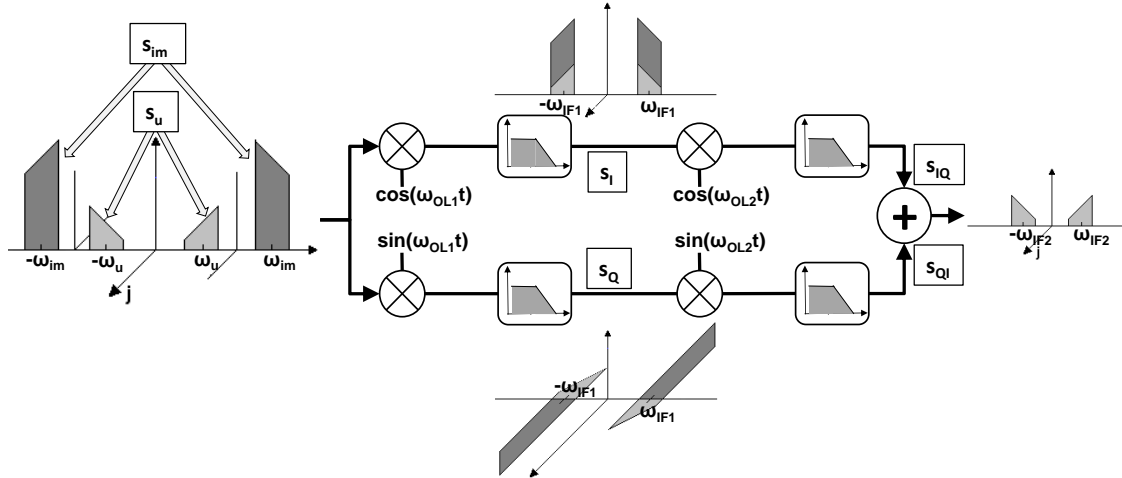 s_im
s_u
-ω_im
-ω_u
ω_u
ω_im
j
cos(ω_OL1t)
sin(ω_OL1t)
-ω_IF1
ω_IF1
s_I
s_Q
-ω_IF1
ω_IF1
cos(ω_OL2t)
sin(ω_OL2t)
s_IQ
+
s_QI
-ω_IF2
ω_IF2
j